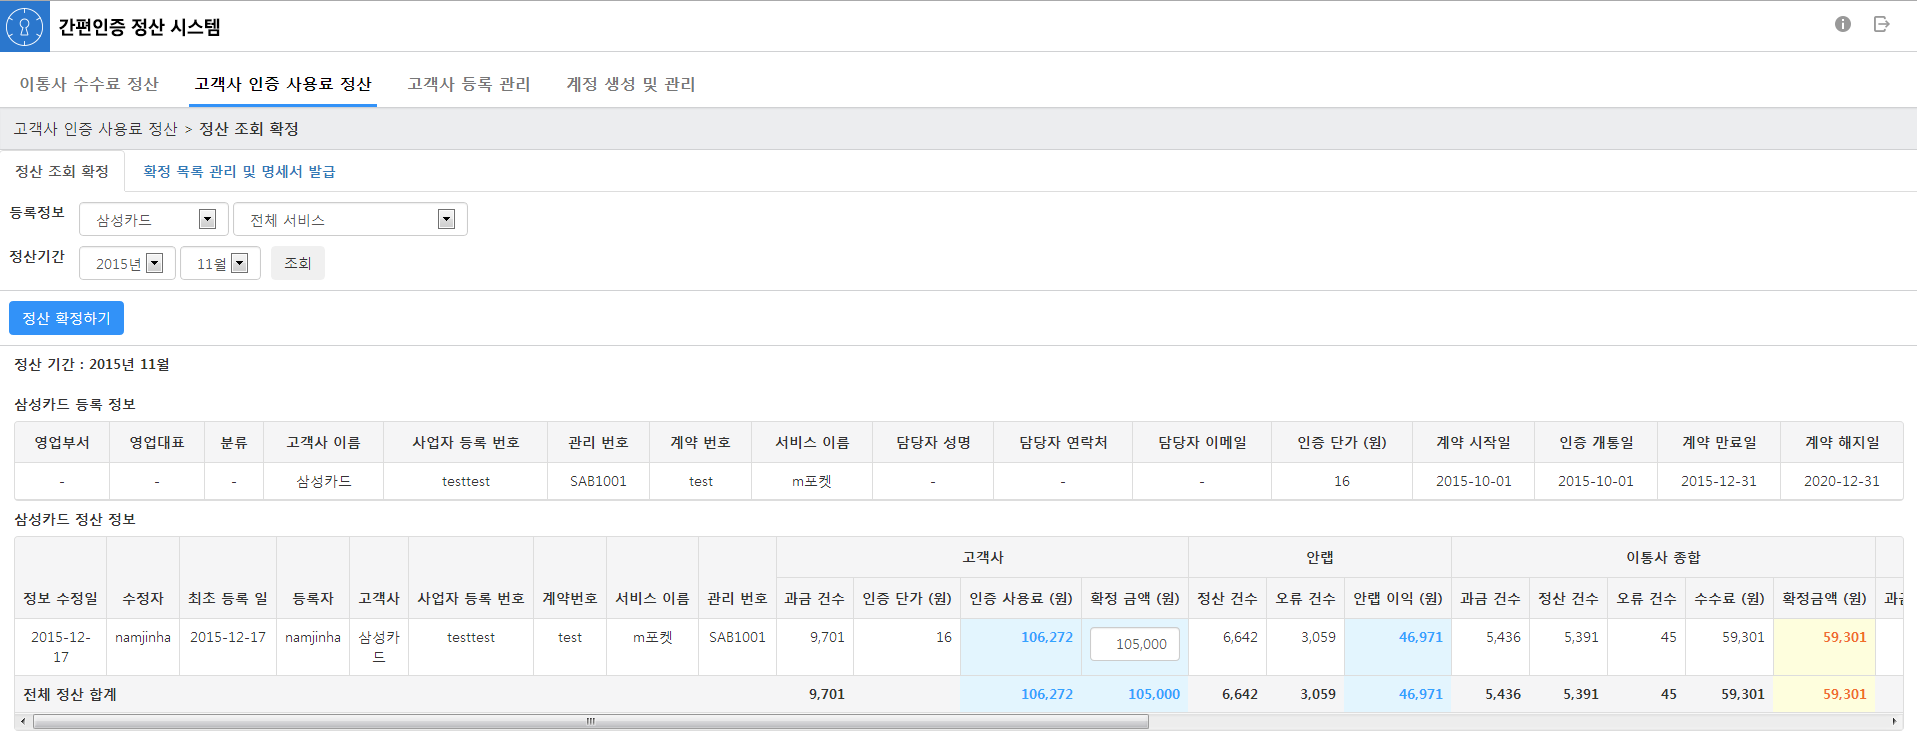 간편인증 정산 시스템
이통사 수수료 정산 고객사 인증 사용료 정산 고객사 등록 관리 계정 생성 및 관리
고객사 인증 사용료 정산 > 정산 조회 확정
정산 조회 확정 확정 목록 관리 및 명세서 발급
등록정보 삼성카드 전체 서비스
정산기간 2015년 11월 조회
정산 확정하기
정산 기간 : 2015년 11월
삼성카드 등록 정보
영업부서 영업대표 분류 고객사 이름 사업자 등록 번호 관리 번호 계약 번호 서비스 이름 담당자 성명 담당자 연락처 담당자 이메일 인증 단가 (원) 계약 시작일 인증 개통일 계약 만료일 계약 해지일
- - - 삼성카드 testtest SAB1001 test m포켓 - - - 16 2015-10-01 2015-10-01 2015-12-31 2020-12-31
삼성카드 정산 정보
고객사 안랩 이통사 종합
정보 수정일 수정자 최초 등록 일 등록자 고객사 사업자 등록 번호 계약번호 서비스 이름 관리 번호 과금 건수 인증 단가 (원) 인증 사용료 (원) 확정 금액 (원) 정산 건수 오류 건수 안랩 이익 (원) 과금 건수 정산 건수 오류 건수 수수료 (원) 확정금액 (원)
2015-12- namjinha 2015-12-17 namjinha 삼성카 testtest test m포켓 SAB1001 9,701 16 106,272 105,000 6,642 3,059 46,971 5,436 5,391 45 59,301 59,301
17 드
전체 정산 합계 9,701 106,272 105,000 6,642 3,059 46,971 5,436 5,391 45 59,301 59,301